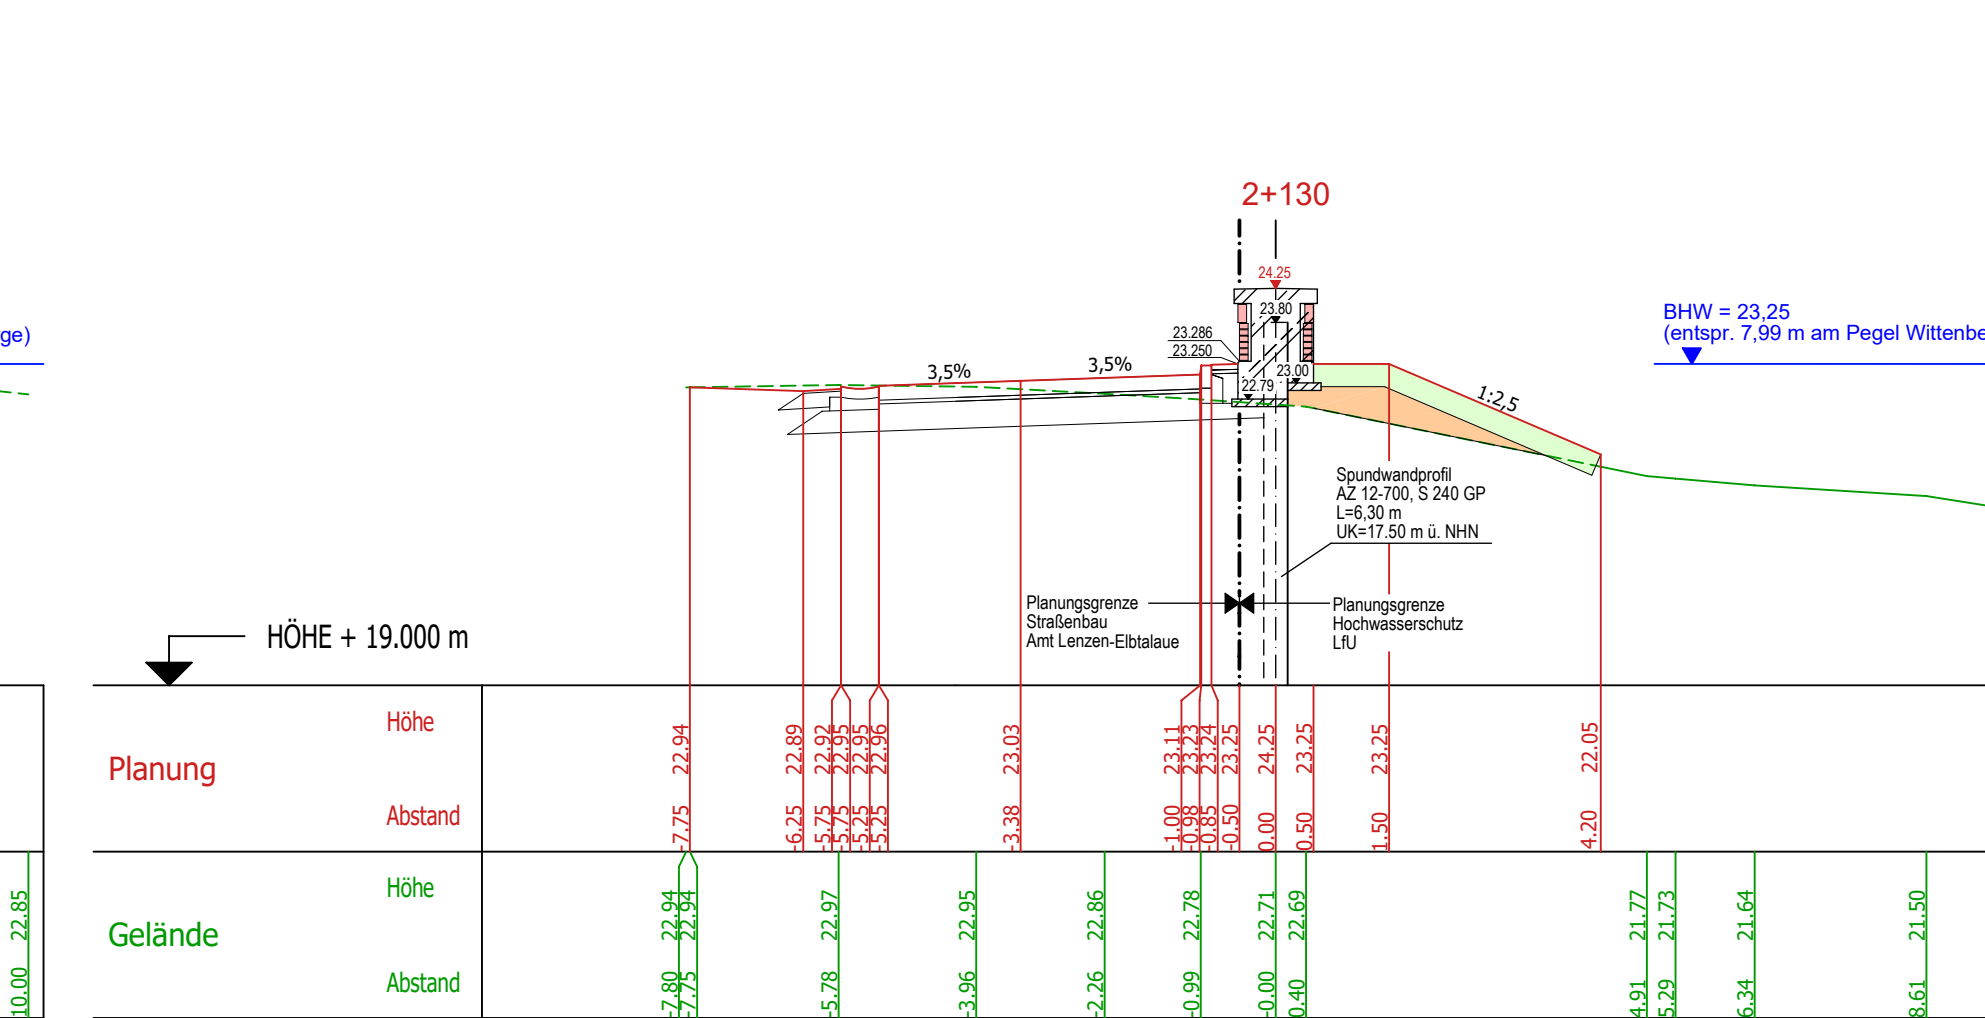 2+130
24.25
23.80
23.286
23.250
23.00
22.79
3,5%
3,5%
1:2,5
ge)
BHW = 23,25
(entspr. 7,99 m am Pegel Wittenbe
Spundwandprofil
AZ 12-700, S 240 GP
L=6,30 m
UK=17.50 m ü. NHN
Planungsgrenze
Straßenbau
Amt Lenzen-Elbtalaue
Planungsgrenze
Hochwasserschutz
LfU
HÖHE + 19.000 m
Planung
Höhe
22.94 22.89 22.92 22.95 22.95 22.96 23.03 23.11 23.23 23.24 23.25 24.25 23.25 23.25 22.05
Abstand
-7.75 -6.25 -5.75 -5.75 -5.25 -5.25 -3.38 -1.00 -0.98 -0.85 -0.50 0.00 0.50 1.50 4.20
Gelände
Höhe
22.85 22.94 22.94 22.97 22.95 22.86 22.78 22.71 22.69 21.77 21.73 21.64 21.50
Abstand
10.00 -7.80 -7.75 -5.78 -3.96 -2.26 -0.99 -0.00 0.40 4.91 5.29 6.34 8.61